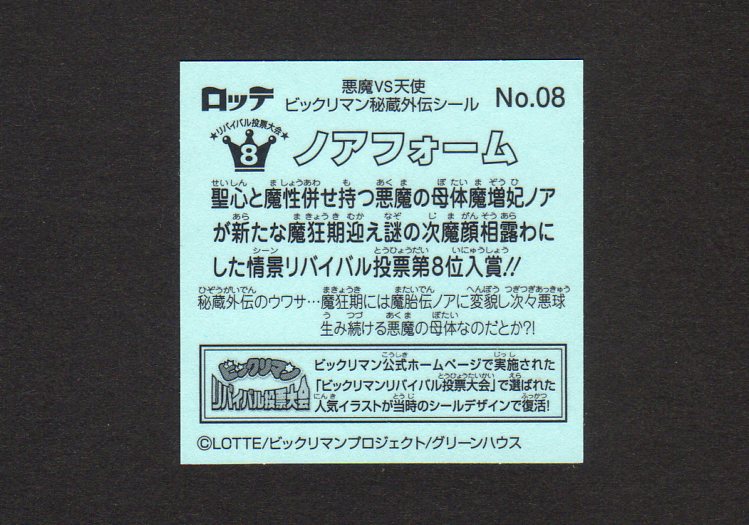 ロッテ
悪魔VS天使
ビックリマン秘蔵外伝シール
No.08
★リバイバル投票大会★
8
ノアフォーム
聖心と魔性併せ持つ悪魔の母体魔増妃ノア
が新たな魔狂期迎え謎の次魔顔相露わに
した情景リバイバル投票第8位入賞!!
秘蔵外伝のウワサ…魔狂期には魔胎伝ノアに変貌し次々悪球
生み続ける悪魔の母体なのだとか?!
ビックリマン
リバイバル投票大会
ビックリマン公式ホームページで実施された
「ビックリマンリバイバル投票大会」で選ばれた
人気イラストが当時のシールデザインで復活!
©LOTTE/ビックリマンプロジェクト/グリーンハウス